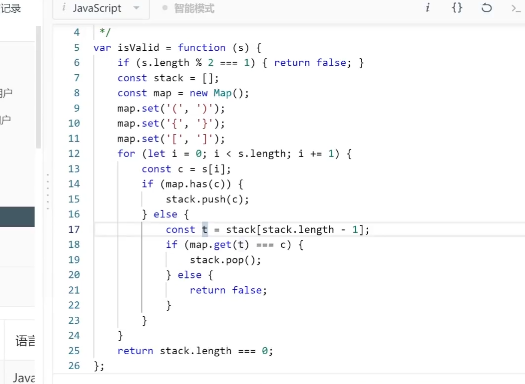 记录
JavaScript
智能模式
i {}
用户
用户
语言
Java
4 */
5 var isValid = function (s) {
6 if (s.length % 2 === 1) { return false; }
7 const stack = [];
8 const map = new Map();
9 map.set('(', ')');
10 map.set('{', '}');
11 map.set('[', ']');
12 for (let i = 0; i < s.length; i += 1) {
13 const c = s[i];
14 if (map.has(c)) {
15 stack.push(c);
16 } else {
17 const t = stack[stack.length - 1];
18 if (map.get(t) === c) {
19 stack.pop();
20 } else {
21 return false;
22 }
23 }
24 }
25 return stack.length === 0;
26 };